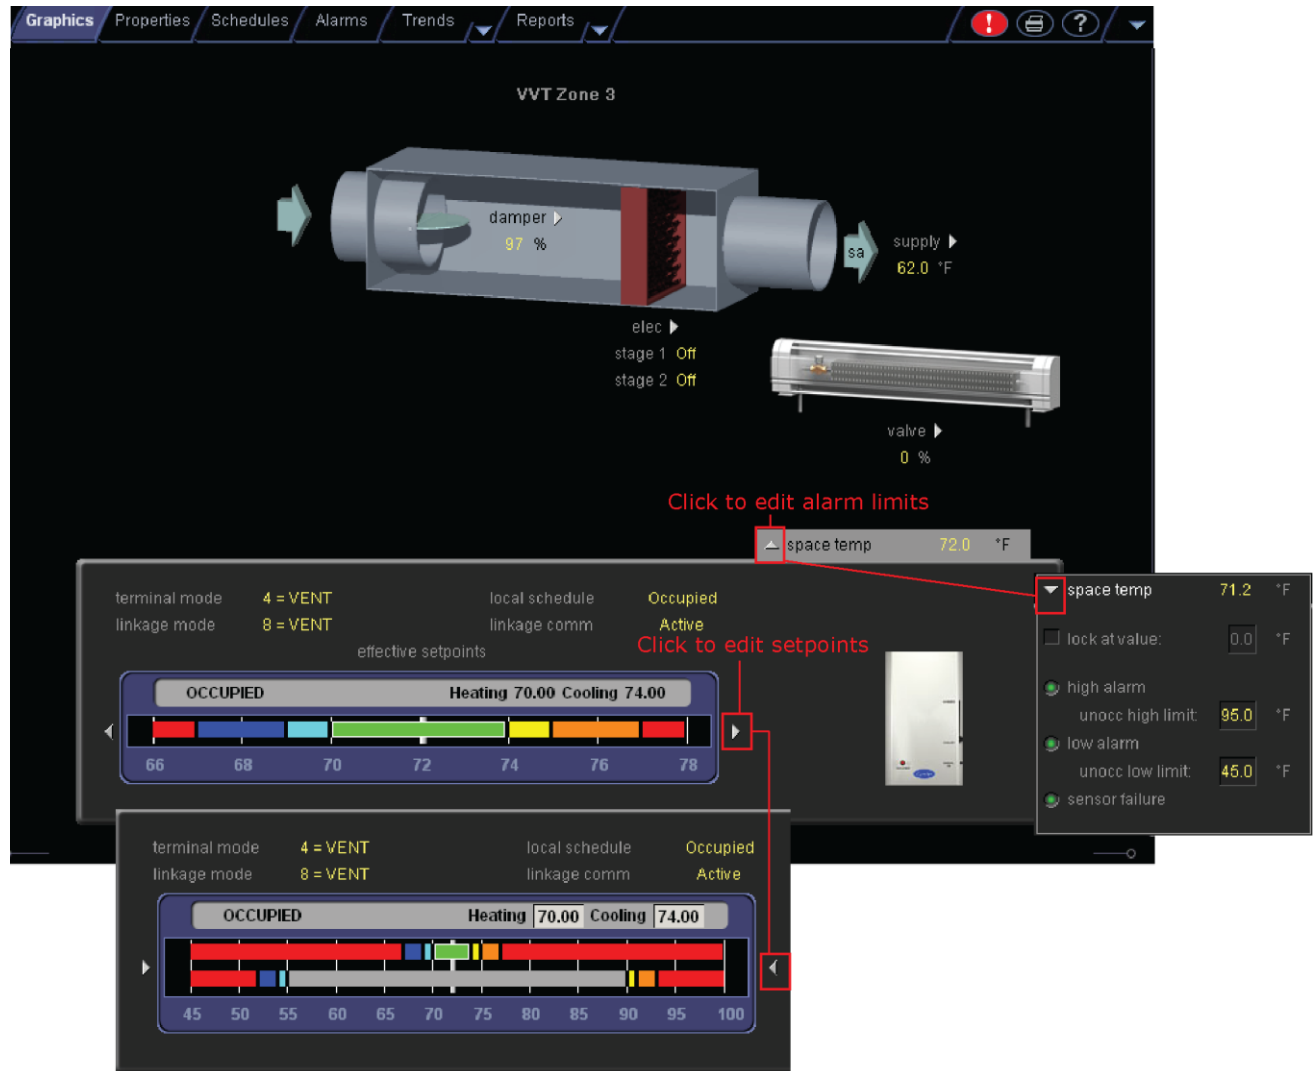 Graphics Properties Schedules Alarms Trends Reports ! ?
VVT Zone 3
damper
97 %
sa
supply
62.0 °F
elec
stage 1 Off
stage 2 Off
valve
0 %
Click to edit alarm limits
space temp 72.0 °F
terminal mode 4 = VENT local schedule Occupied
linkage mode 8 = VENT linkage comm Active
effective setpoints
Click to edit setpoints
OCCUPIED Heating 70.00 Cooling 74.00
66 68 70 72 74 76 78
space temp 71.2 °F
lock at value: 0.0 °F
high alarm
unocc high limit: 95.0 °F
low alarm
unocc low limit: 45.0 °F
sensor failure
terminal mode 4 = VENT local schedule Occupied
linkage mode 8 = VENT linkage comm Active
OCCUPIED Heating 70.00 Cooling 74.00
45 50 55 60 65 70 75 80 85 90 95 100